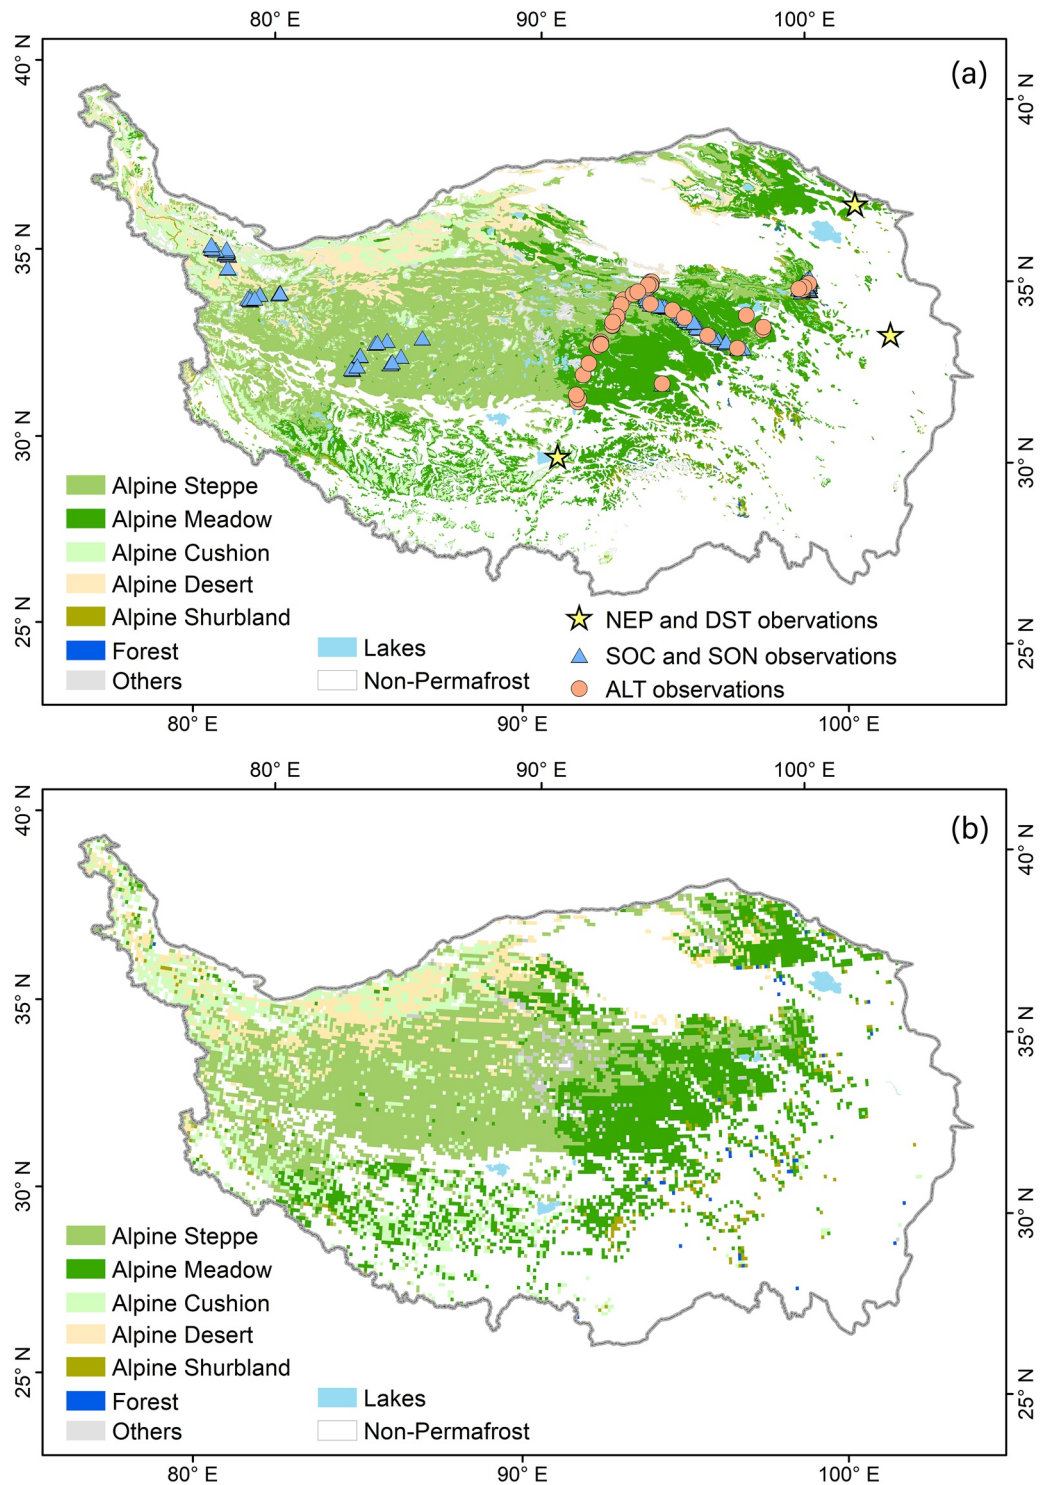 80° E 90° E 100° E
40° N
(a)
40° N
35° N
35° N
30° N
30° N
Alpine Steppe
Alpine Meadow
Alpine Cushion
Alpine Desert
Alpine Shurbland
Forest
Others
Lakes
Non-Permafrost
NEP and DST obervations
SOC and SON observations
ALT observations
25° N
25° N
80° E 90° E 100° E
80° E 90° E 100° E
40° N
(b)
40° N
35° N
35° N
30° N
30° N
Alpine Steppe
Alpine Meadow
Alpine Cushion
Alpine Desert
Alpine Shurbland
Forest
Others
Lakes
Non-Permafrost
25° N
25° N
80° E 90° E 100° E